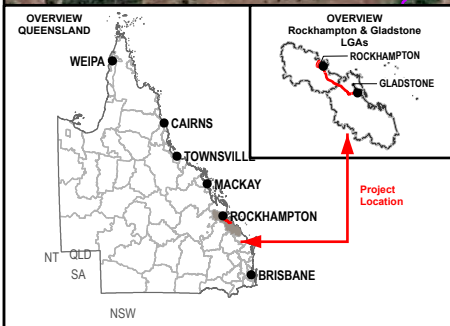 OVERVIEW
QUEENSLAND
WEIPA
CAIRNS
TOWNSVILLE
MACKAY
ROCKHAMPTON
BRISBANE
NT
QLD
SA
NSW
OVERVIEW
Rockhampton & Gladstone
LGAs
ROCKHAMPTON
GLADSTONE
Project
Location